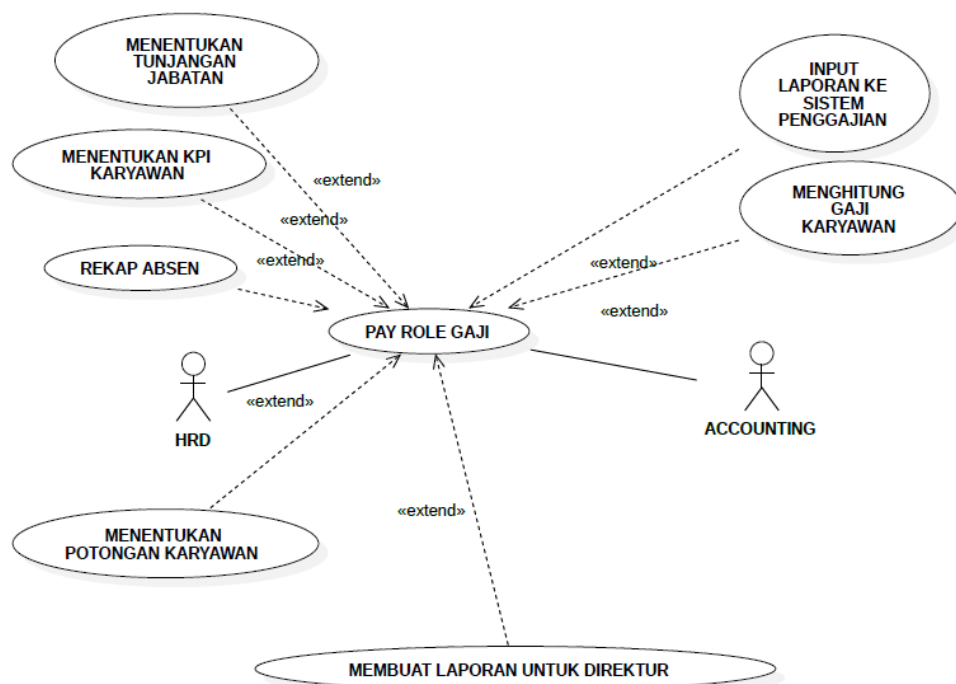 MENENTUKAN
TUNJANGAN
JABATAN
INPUT
LAPORAN KE
SISTEM
PENGGAJIAN
MENENTUKAN KPI
KARYAWAN
«extend»
MENGHITUNG
GAJI
KARYAWAN
«extend»
REKAP ABSEN
«extend»
«extend»
«extend»
PAY ROLE GAJI
«extend»
HRD
ACCOUNTING
«extend»
MENENTUKAN
POTONGAN KARYAWAN
MEMBUAT LAPORAN UNTUK DIREKTUR